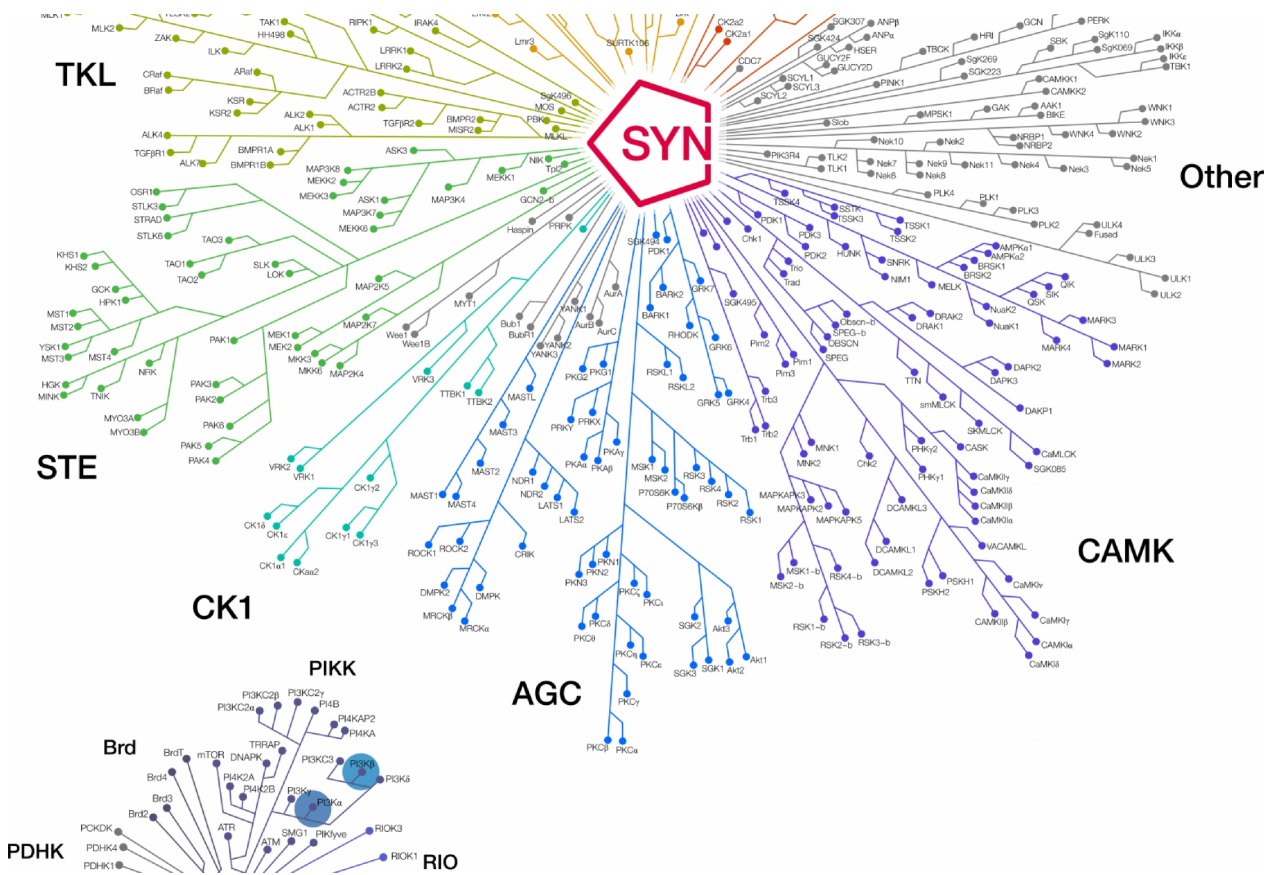 MLK2
ZAK
TAK1
HH498
ILK
RIPK1
IRAK4
LRRK1
LRRK2
Lmr3
SURTK106
CK2a2
CK2a1
CDC7
SGK307
ANPβ
SGK424
ANPα
HSER
GUCY2F
GUCY2D
SCYL1
SCYL3
SCYL2
TBCK
HRI
GCN
PERK
SgK269
SGK223
SBK
SgK110
SgK069
IKKα
IKKβ
IKKε
TBK1
PINK1
CAMKK1
CAMKK2
TKL
CRaf
BRaf
ARaf
KSR
KSR2
ACTR2B
ACTR2
TGFβR2
BMPR2
MISR2
SgK496
MOS
PBK
MLKL
SYN
Slob
MPSK1
GAK
AAK1
BIKE
WNK1
WNK3
WNK4
WNK2
NRBP1
NRBP2
ALK2
ALK1
ALK4
TGFβR1
ALK7
BMPR1A
BMPR1B
ASK3
MAP3K8
MEKK2
MEKK3
ASK1
MAP3K7
MEKK6
MAP3K4
MEKK1
NIK
Tpl2
GCN2~b
PIK3R4
TLK2
TLK1
Nek10
Nek2
Nek7
Nek6
Nek9
Nek8
Nek11
Nek4
Nek3
Nek1
Nek5
Other
PLK4
PLK1
PLK3
PLK2
ULK4
Fused
ULK3
ULK1
ULK2
OSR1
STLK3
STRAD
STLK6
TAO3
TAO1
TAO2
SLK
LOK
KHS1
KHS2
GCK
HPK1
MST1
MST2
YSK1
MST3
MST4
HGK
MINK
TNIK
NRK
MYO3A
MYO3B
MAP2K5
MAP2K7
MEK1
MEK2
MKK3
MKK6
MAP2K4
PAK1
PAK3
PAK2
PAK6
PAK5
PAK4
STE
Haspin
PRPK
MYT1
Wee1
Wee1B
Bub1
BubR1
AurA
AurB
AurC
YANK1
YANK2
YANK3
VRK3
TTBK1
TTBK2
VRK2
VRK1
CK1γ2
CK1δ
CK1ε
CK1γ1
CK1γ3
CK1α1
CKaa2
CK1
SGK494
PDK1
BARK2
BARK1
GRK7
RHODK
GRK6
GRK5
GRK4
RSKL1
RSKL2
PKG2
PKG1
PRKY
PRKX
PKAγ
PKAα
PKAβ
MASTL
MAST3
MAST2
MAST1
MAST4
NDR1
NDR2
LATS1
LATS2
ROCK1
ROCK2
CRIK
DMPK2
DMPK
MRCKβ
MRCKα
MSK1
MSK2
P70S6K
P70S6Kβ
RSK3
RSK4
RSK2
RSK1
PKN1
PKN2
PKN3
PKCζ
PKCι
PKCδ
PKCθ
PKCη
PKCε
PKCγ
PKCβ
PKCα
SGK2
SGK3
SGK1
Akt3
Akt2
Akt1
AGC
TSSK4
SSTK
TSSK3
TSSK1
TSSK2
PDK1
Chk1
PDK3
PDK2
HUNK
Trio
Trad
SNRK
NIM1
MELK
AMPKα1
AMPKα2
BRSK1
BRSK2
QIK
SIK
QSK
NuaK2
NuaK1
MARK3
MARK4
MARK1
MARK2
SGK495
Pim2
Pim1
Pim3
Trb3
Trb1
Trb2
Obscn~b
SPEG~b
OBSCN
SPEG
DRAK2
DRAK1
DAPK2
DAPK3
DAKP1
TTN
smMLCK
SKMLCK
CaMLCK
SGK085
PHKγ2
PHKγ1
CASK
CaMKIIγ
CaMKIIδ
CaMKIIβ
CaMKIIα
MNK1
MNK2
Chk2
MAPKAPK3
MAPKAPK2
MAPKAPK5
DCAMKL3
DCAMKL1
DCAMKL2
VACAMKL
PSKH1
PSKH2
CaMKIv
CAMKIIβ
CaMKIγ
CaMKIα
CaMKIδ
MSK1~b
MSK2~b
RSK4~b
RSK1~b
RSK2~b
RSK3~b
CAMK
PIKK
PI3KC2β
PI3KC2γ
PI3KC2α
PI4B
PI4KAP2
PI4KA
Brd
BrdT
mTOR
TRRAP
DNAPK
PI3KC3
PI3Kβ
PI3Kδ
Brd4
PI4K2A
PI4K2B
PI3Kγ
PI3Kα
Brd3
Brd2
PCKDK
ATR
ATM
SMG1
PIKfyve
RIOK3
PDHK
PDHK4
PDHK1
RIOK1
RIO